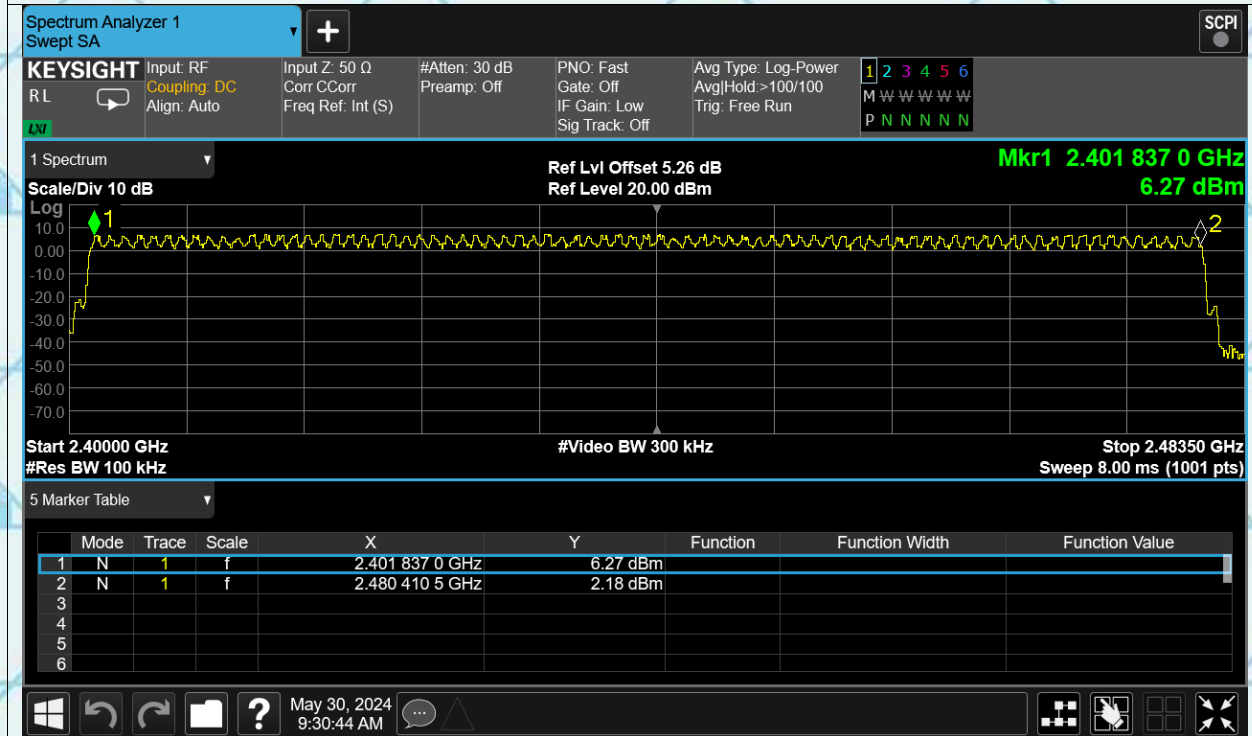 Spectrum Analyzer 1
Swept SA
+
SCPI
KEYSIGHT
RL
LXI
Input: RF
Coupling: DC
Align: Auto
Input Z: 50 Ω
Corr CCorr
Freq Ref: Int (S)
#Atten: 30 dB
Preamp: Off
PNO: Fast
Gate: Off
IF Gain: Low
Sig Track: Off
Avg Type: Log-Power
Avg|Hold:>100/100
Trig: Free Run
1 2 3 4 5 6
M W W W W W
P N N N N N
1 Spectrum
Scale/Div 10 dB
Ref Lvl Offset 5.26 dB
Ref Level 20.00 dBm
Mkr1 2.401 837 0 GHz
6.27 dBm
Log
1
2
10.0
0.00
-10.0
-20.0
-30.0
-40.0
-50.0
-60.0
-70.0
Start 2.40000 GHz
#Res BW 100 kHz
#Video BW 300 kHz
Stop 2.48350 GHz
Sweep 8.00 ms (1001 pts)
5 Marker Table
Mode Trace Scale X Y Function Function Width Function Value
1 N 1 f 2.401 837 0 GHz 6.27 dBm
2 N 1 f 2.480 410 5 GHz 2.18 dBm
3
4
5
6
?
May 30, 2024
9:30:44 AM